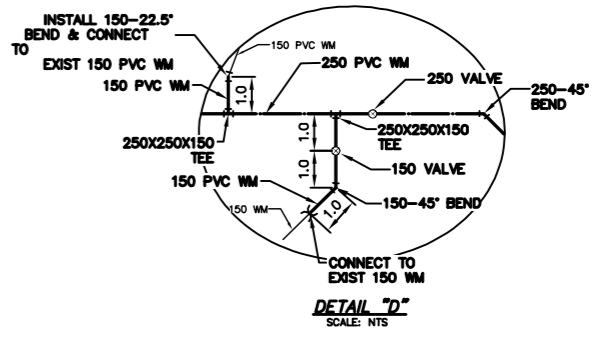 INSTALL 150-22.5°
BEND & CONNECT
TO
EXIST 150 PVC WM
150 PVC WM
150 PVC WM
250 PVC WM
250 VALVE
250-45°
BEND
1.0
250X250X150
TEE
250X250X150
TEE
1.0
1.0
150 VALVE
150 PVC WM
150-45° BEND
150 WM
1.0
CONNECT TO
EXIST 150 WM
DETAIL "D"
SCALE: NTS